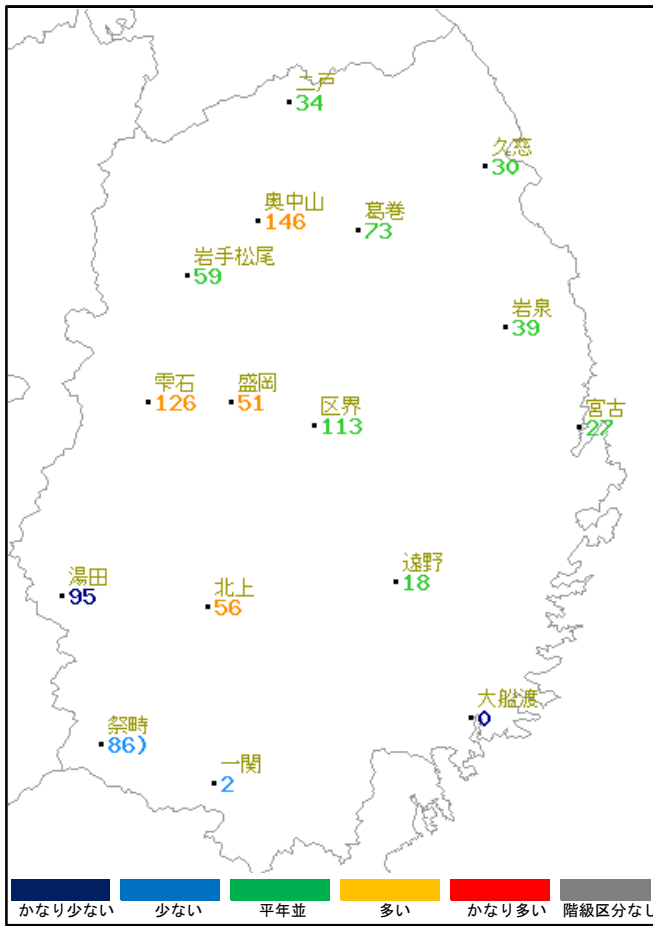 二戸
34
久慈
30
奥中山
146
葛巻
73
岩手松尾
59
岩泉
39
雫石
126
盛岡
51
区界
113
宮古
27
湯田
95
北上
56
遠野
18
大船渡
0
祭畤
86)
一関
2
かなり少ない 少ない 平年並 多い かなり多い 階級区分なし